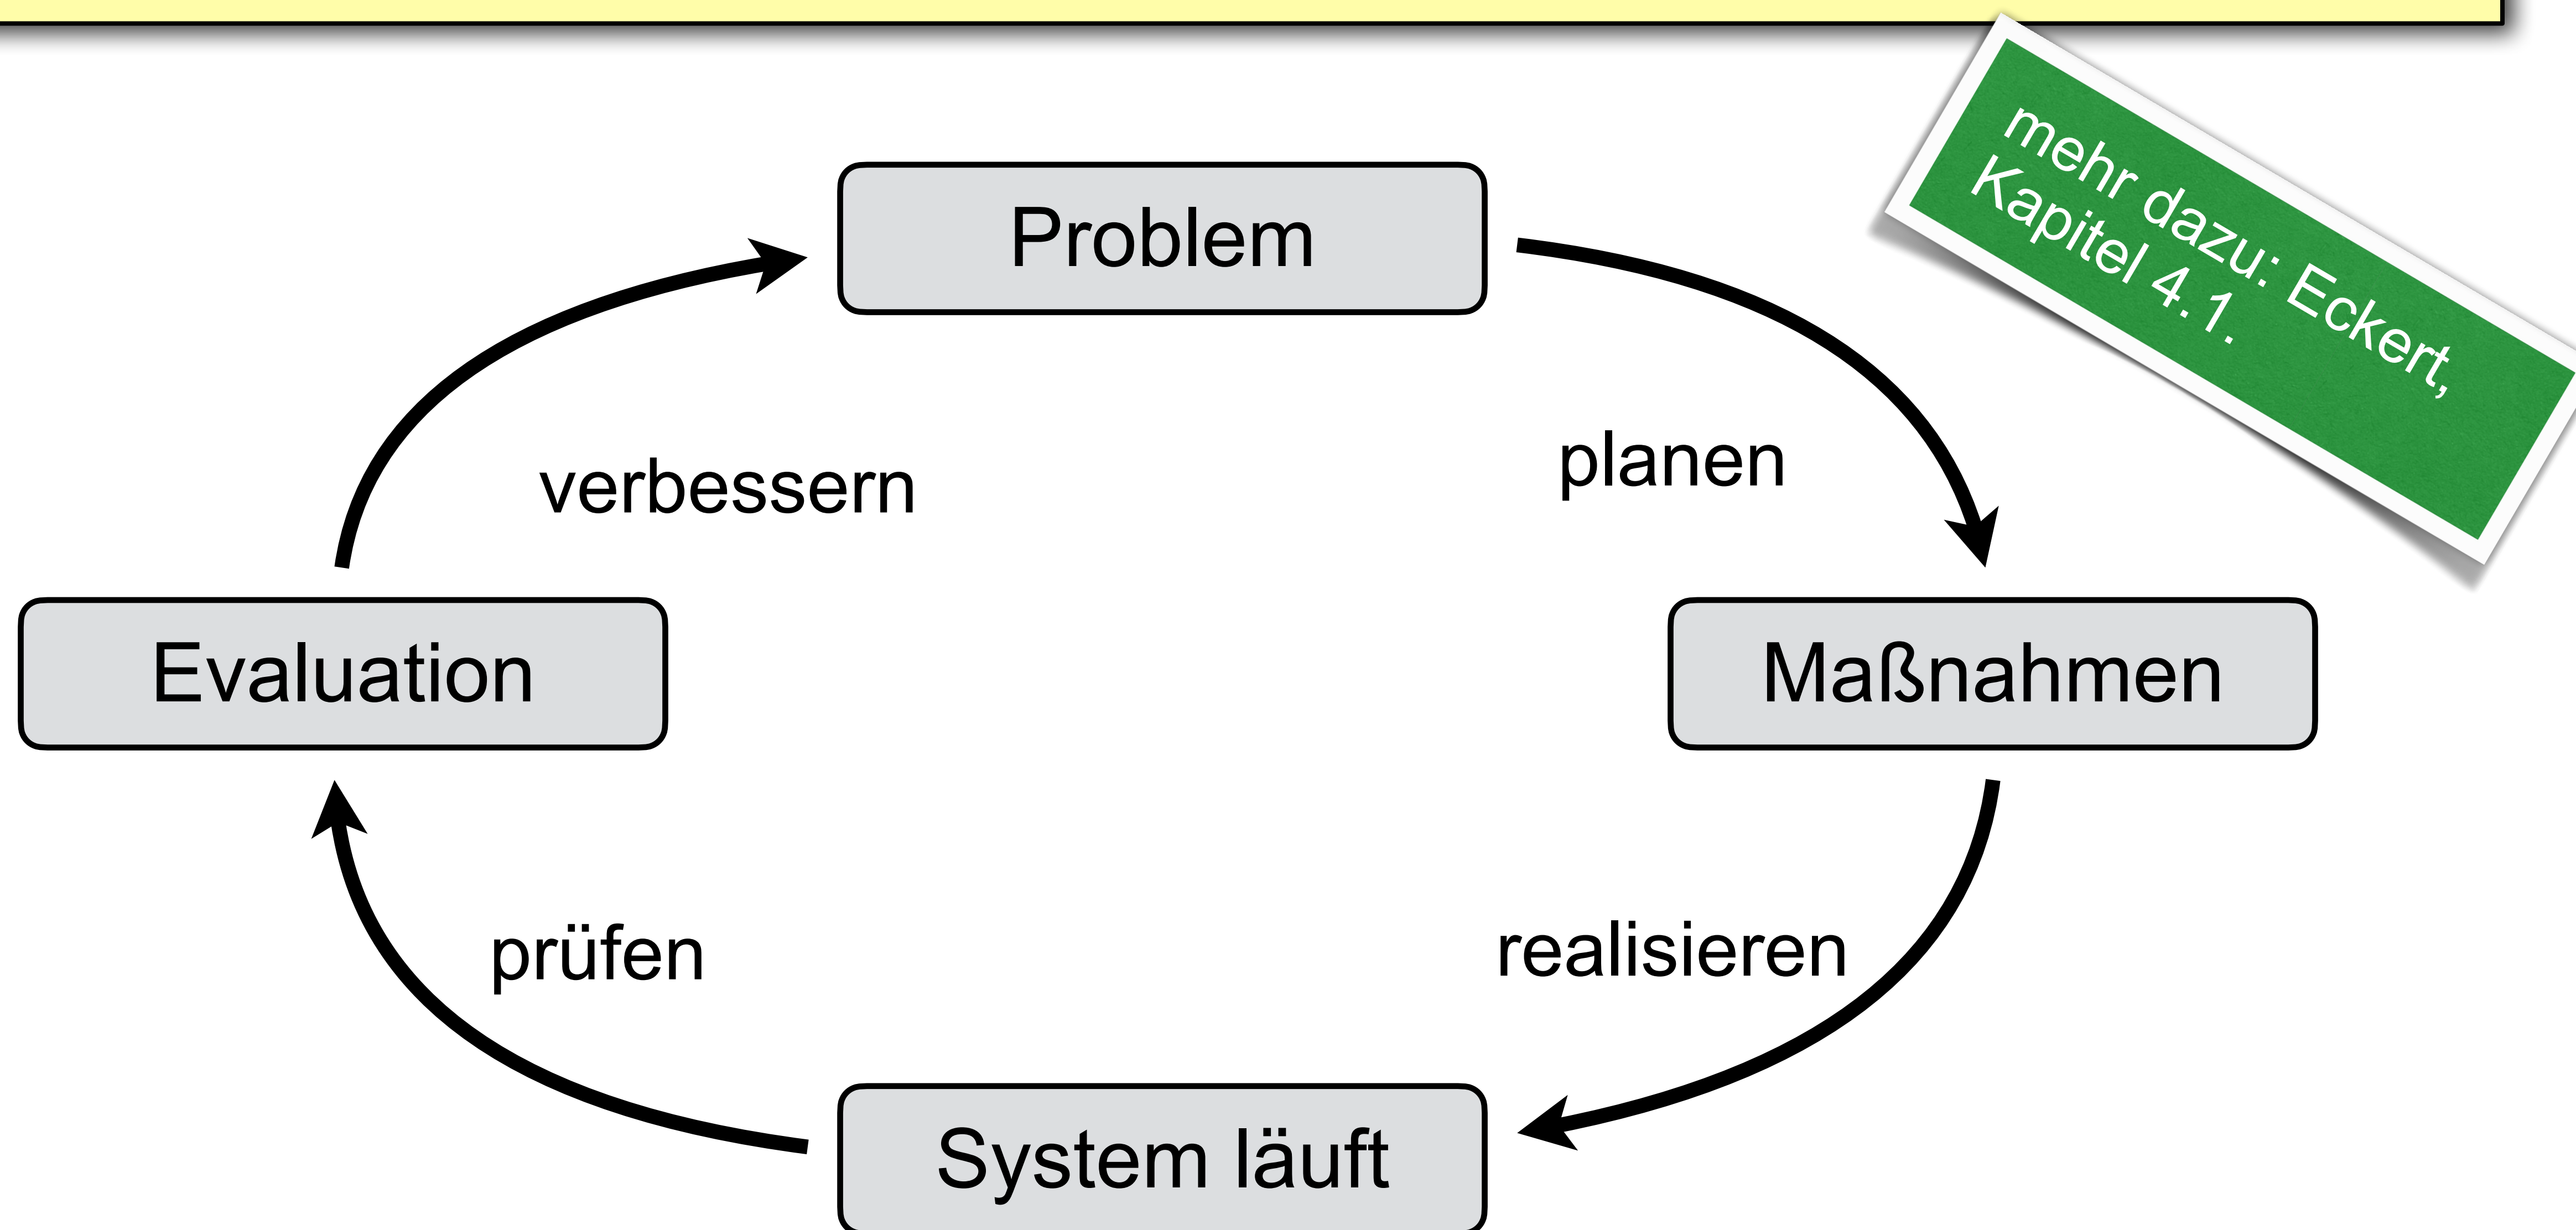 mehr dazu: Eckert,
Kapitel 4.1.
Problem
planen
verbessern
Evaluation
Maßnahmen
prüfen
realisieren
System läuft